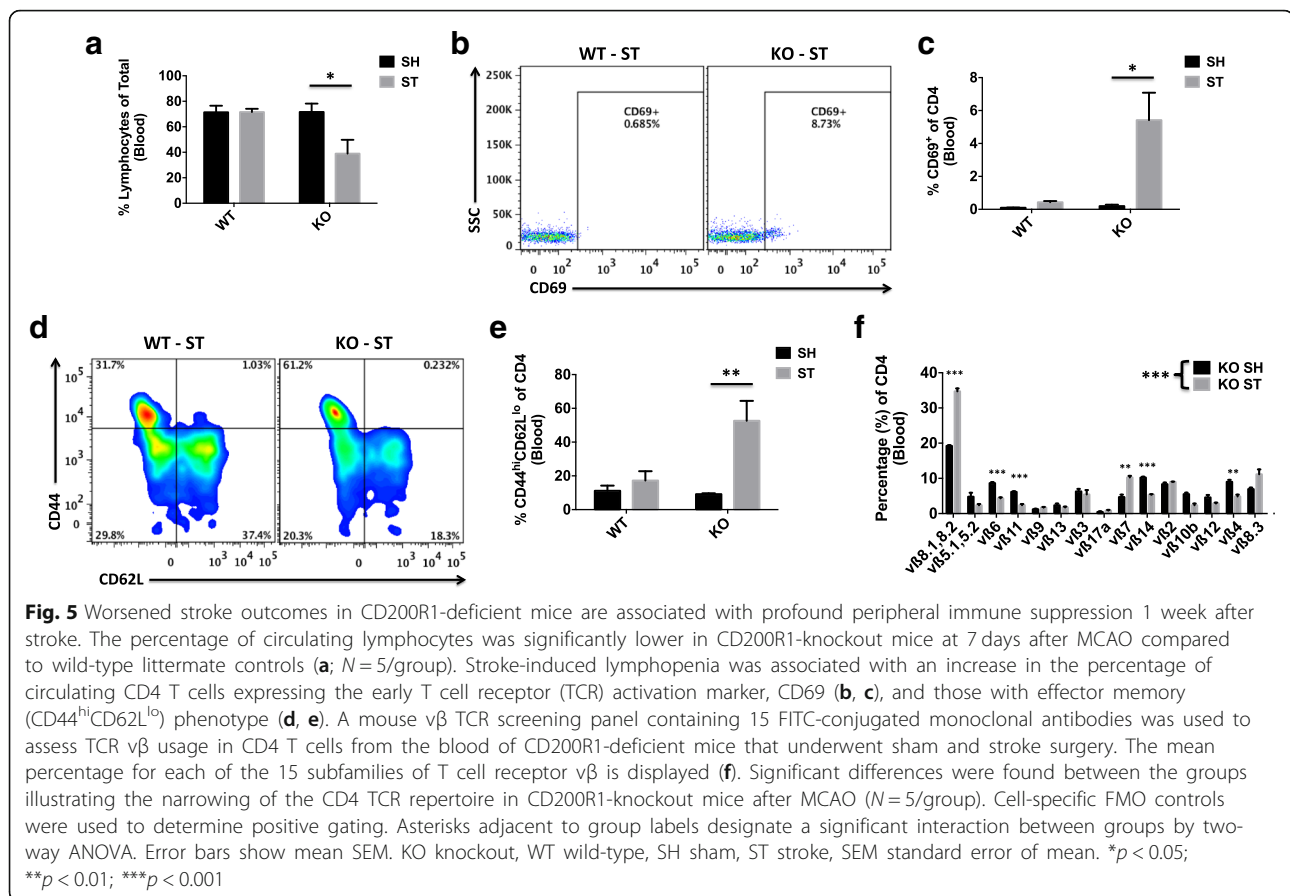 a
SH
ST
% Lymphocytes of Total
(Blood)
100
80
60
40
20
0
*
WT
KO
b
WT - ST
KO - ST
250K
200K
150K
100K
50K
0
SSC
CD69+
0.685%
CD69+
8.73%
0 10² 10³ 10⁴ 10⁵
0 10² 10³ 10⁴ 10⁵
CD69
c
SH
ST
% CD69⁺ of CD4
(Blood)
8
6
4
2
0
*
WT
KO
d
WT - ST
KO - ST
CD44
10⁵
10⁴
10³
10²
0
31.7%
1.03%
29.8%
37.4%
61.2%
0.232%
20.3%
18.3%
0 10³ 10⁴ 10⁵
0 10³ 10⁴ 10⁵
CD62L
e
SH
ST
% CD44ʰⁱCD62Lˡᵒ of CD4
(Blood)
80
60
40
20
0
**
WT
KO
f
KO SH
KO ST
***
Percentage (%) of CD4
(Blood)
40
30
20
10
0
***
***
***
**
***
**
vß8.1,8.2
vß5.1,5.2
vß6
vß11
vß9
vß13
vß3
vß17a
vß7
vß14
vß2
vß10b
vß12
vß4
vß8.3
Fig. 5 Worsened stroke outcomes in CD200R1-deficient mice are associated with profound peripheral immune suppression 1 week after
stroke. The percentage of circulating lymphocytes was significantly lower in CD200R1-knockout mice at 7 days after MCAO compared
to wild-type littermate controls (a; N = 5/group). Stroke-induced lymphopenia was associated with an increase in the percentage of
circulating CD4 T cells expressing the early T cell receptor (TCR) activation marker, CD69 (b, c), and those with effector memory
(CD44ʰⁱCD62Lˡᵒ) phenotype (d, e). A mouse vβ TCR screening panel containing 15 FITC-conjugated monoclonal antibodies was used to
assess TCR vβ usage in CD4 T cells from the blood of CD200R1-deficient mice that underwent sham and stroke surgery. The mean
percentage for each of the 15 subfamilies of T cell receptor vβ is displayed (f). Significant differences were found between the groups
illustrating the narrowing of the CD4 TCR repertoire in CD200R1-knockout mice after MCAO (N = 5/group). Cell-specific FMO controls
were used to determine positive gating. Asterisks adjacent to group labels designate a significant interaction between groups by two-
way ANOVA. Error bars show mean SEM. KO knockout, WT wild-type, SH sham, ST stroke, SEM standard error of mean. *p < 0.05;
**p < 0.01; ***p < 0.001